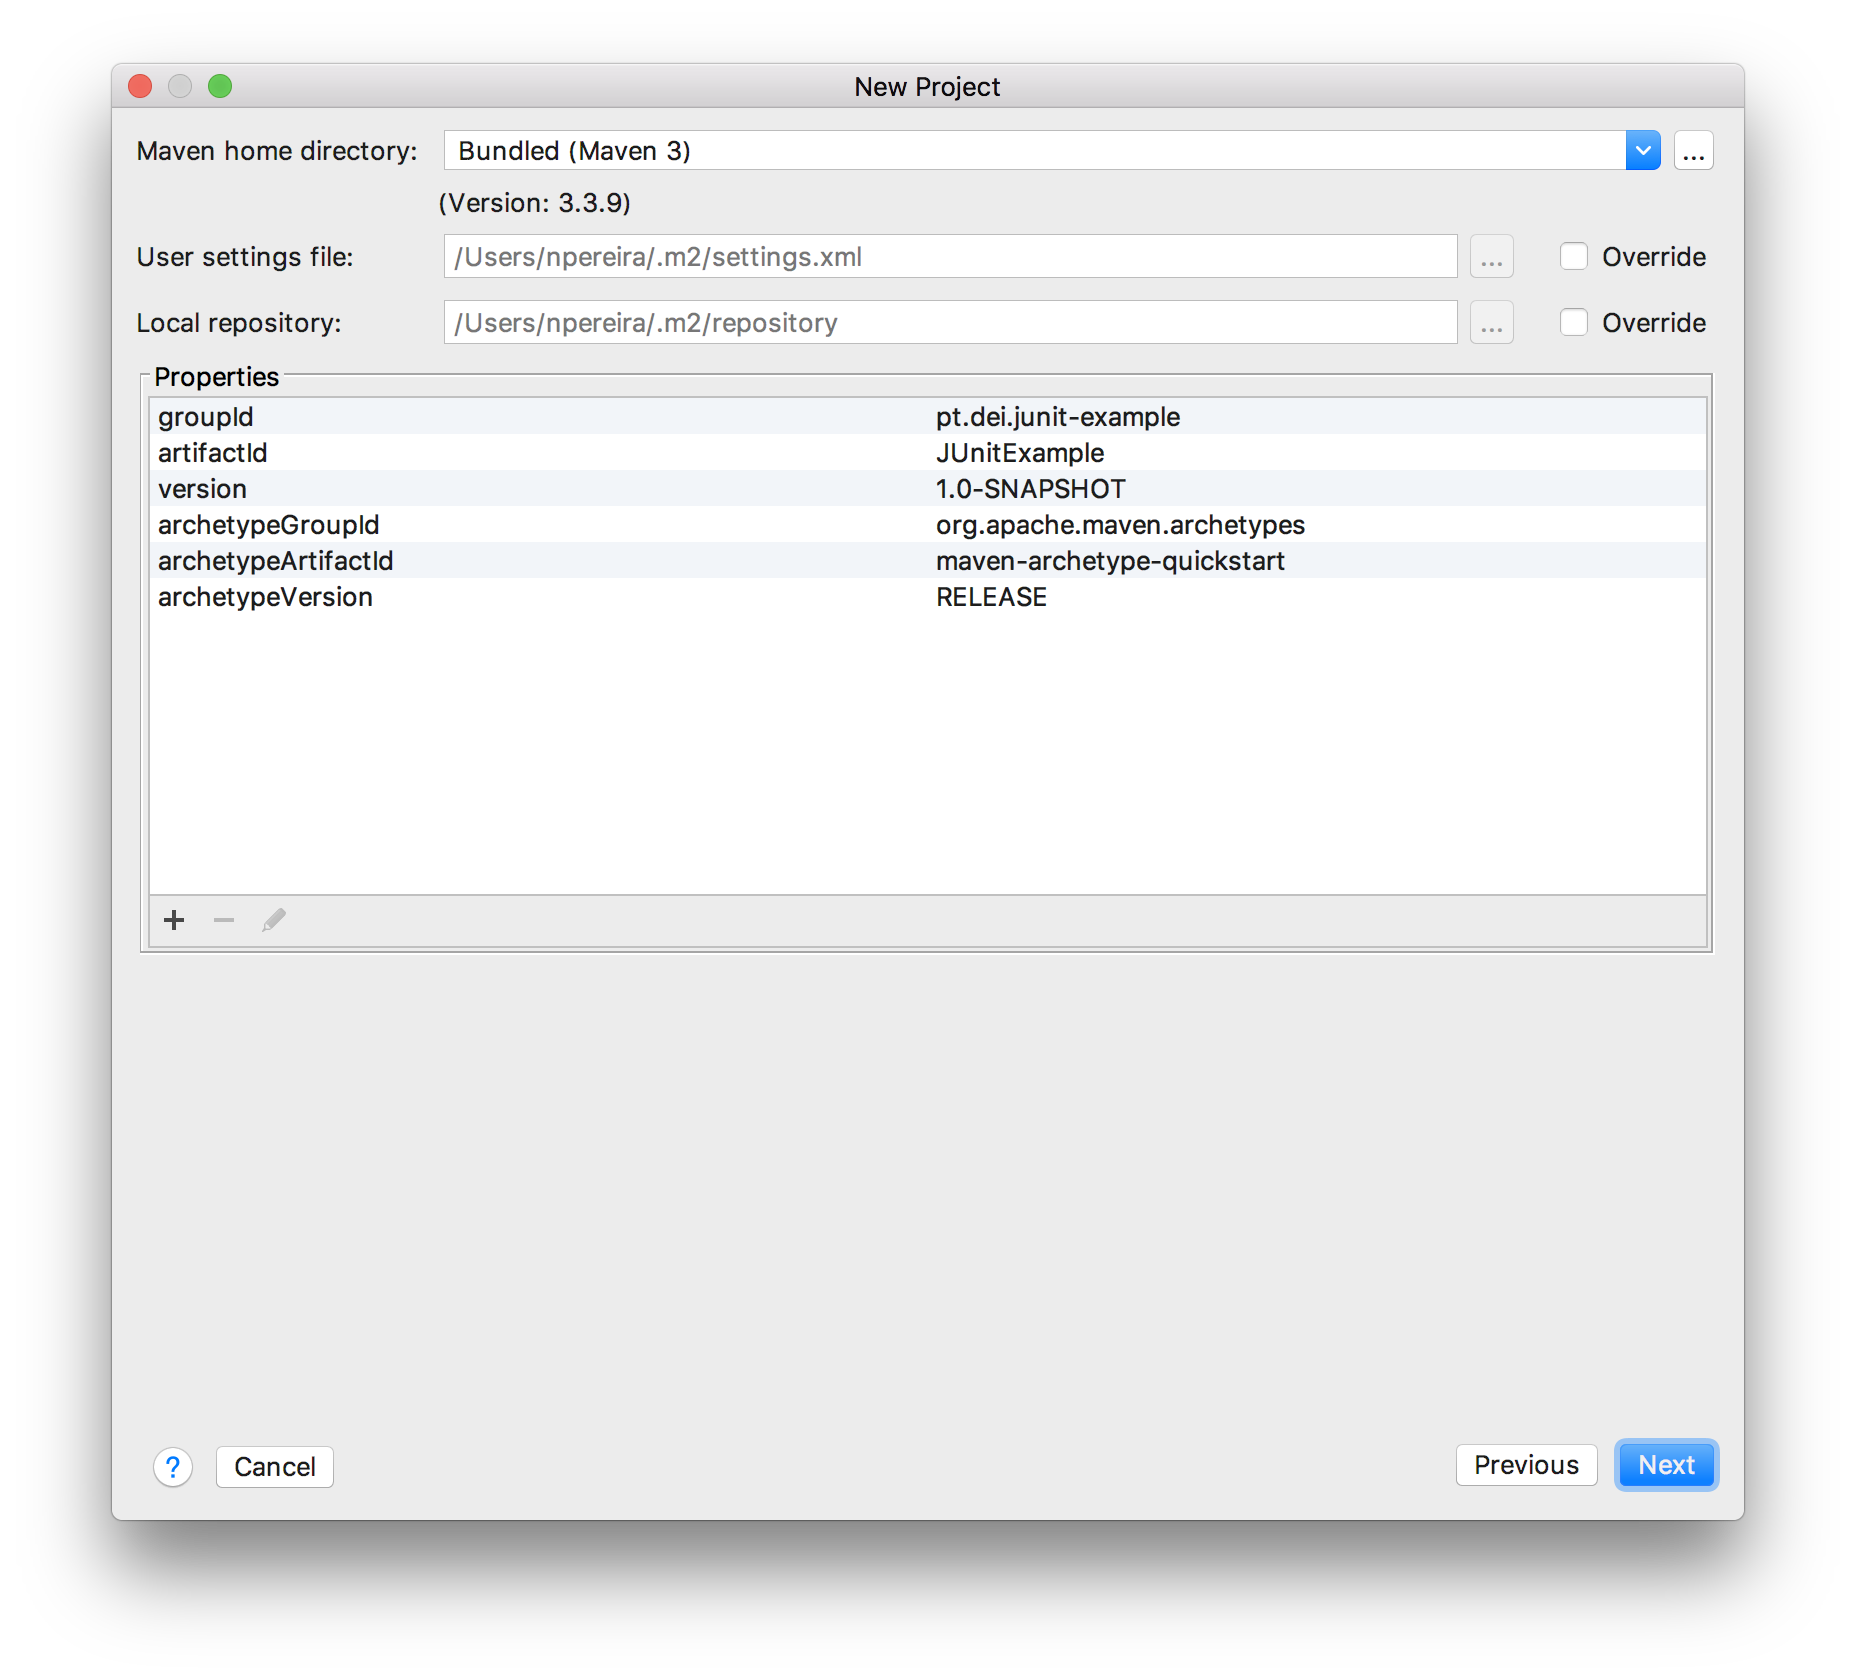 New Project
Maven home directory: Bundled (Maven 3) ...
(Version: 3.3.9)
User settings file: /Users/npereira/.m2/settings.xml ... Override
Local repository: /Users/npereira/.m2/repository ... Override
Properties
groupId pt.dei.junit-example
artifactId JUnitExample
version 1.0-SNAPSHOT
archetypeGroupId org.apache.maven.archetypes
archetypeArtifactId maven-archetype-quickstart
archetypeVersion RELEASE
? Cancel Previous Next